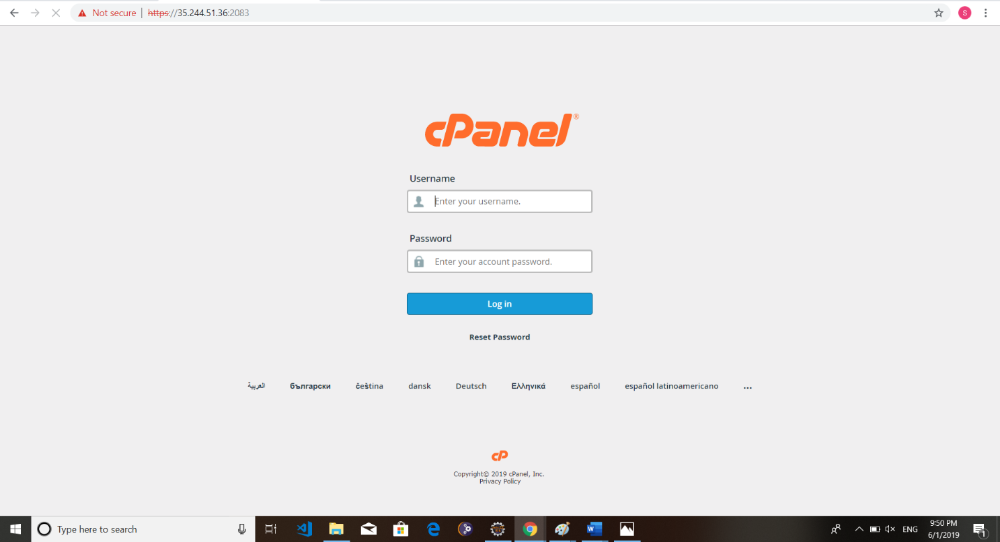 Not secure | https://35.244.51.36:2083
S
cPanel®
Username
Enter your username.
Password
Enter your account password.
Log in
Reset Password
العربية български čeština dansk Deutsch Ελληνικά español español latinoamericano ...
cP
Copyright© 2019 cPanel, Inc.
Privacy Policy
Type here to search
ENG
9:50 PM
6/1/2019
1